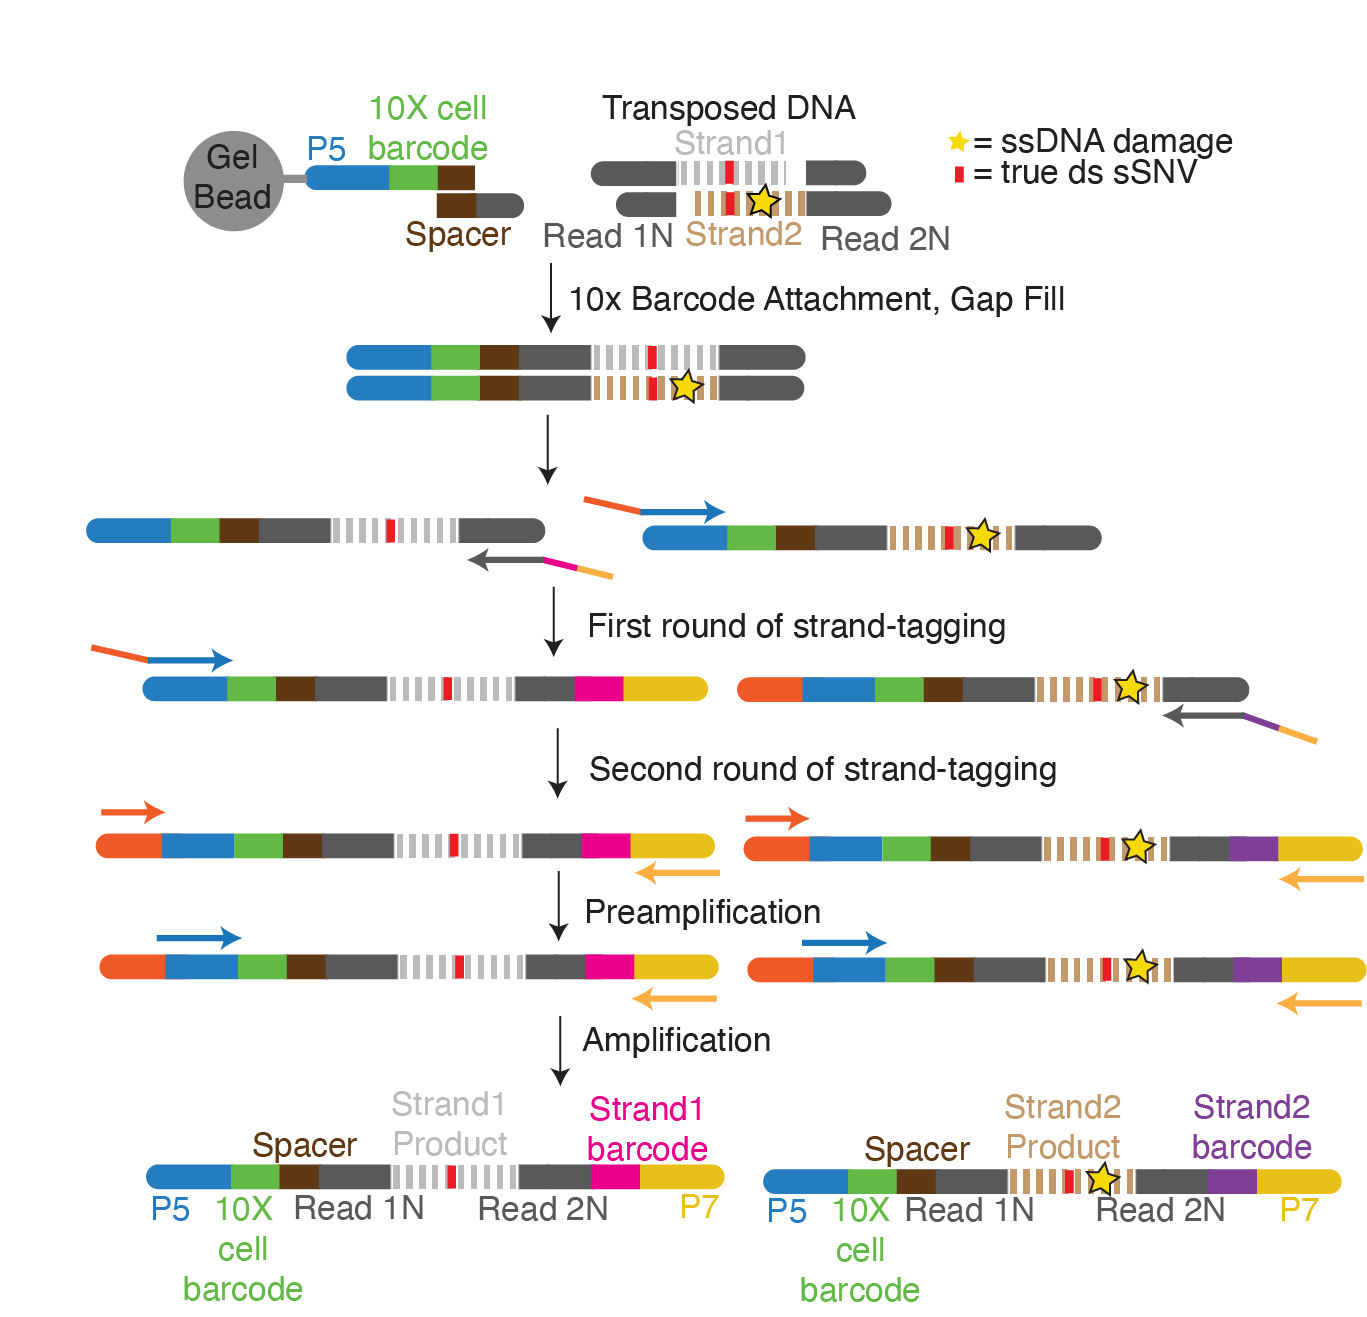 10X cell
barcode
P5
Gel
Bead
Spacer
Transposed DNA
Strand1
Read 1N
Strand2
Read 2N
= ssDNA damage
= true ds sSNV
10x Barcode Attachment, Gap Fill
First round of strand-tagging
Second round of strand-tagging
Preamplification
Amplification
Strand1
Product
Strand1
barcode
Spacer
P5
10X
cell
barcode
Read 1N
Read 2N
P7
Strand2
Product
Strand2
barcode
Spacer
P5
10X
cell
barcode
Read 1N
Read 2N
P7